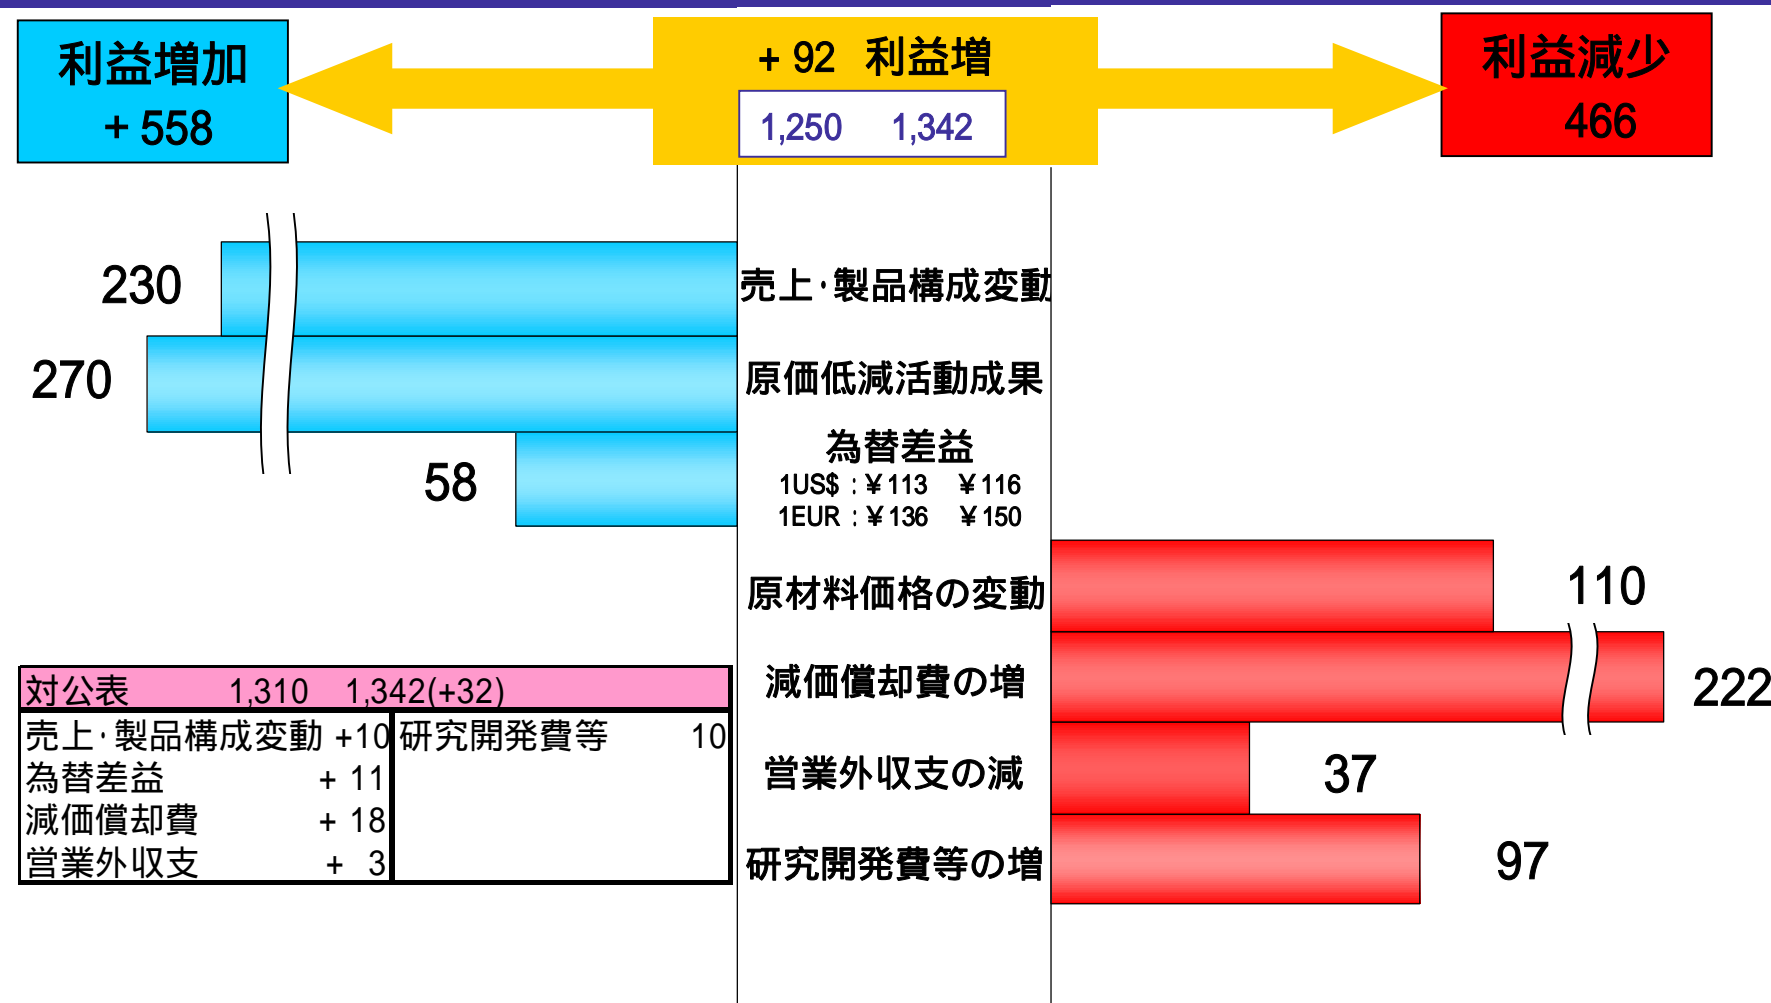 利益増加
+ 558
+ 92 利益増
1,250 1,342
利益減少
466
230
売上・製品構成変動
270
原価低減活動成果
58
為替差益
1US$ : ¥113 ¥116
1EUR : ¥136 ¥150
原材料価格の変動
110
減価償却費の増
222
営業外収支の減
37
研究開発費等の増
97
対公表 1,310 1,342(+32)
売上・製品構成変動 +10 研究開発費等 10
為替差益 + 11
減価償却費 + 18
営業外収支 + 3